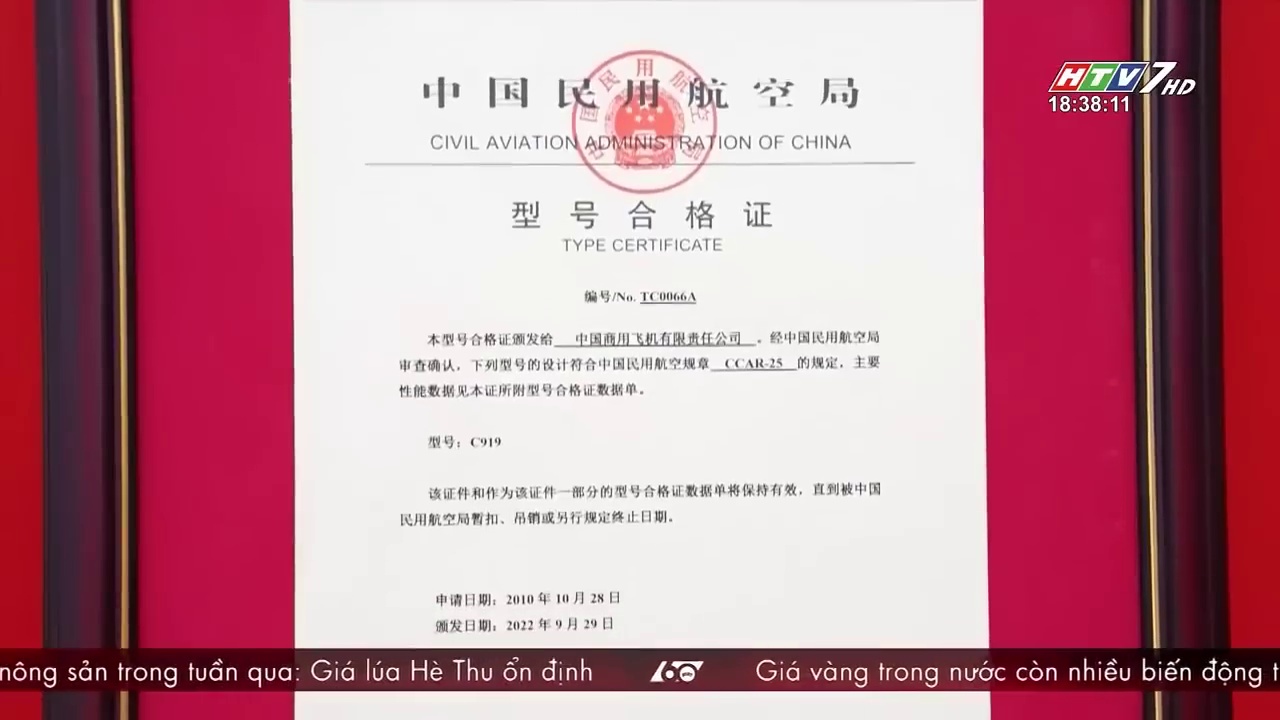 HTV7 HD
18:38:11
中国民用航空局
中国民用航空局
CIVIL AVIATION ADMINISTRATION OF CHINA
型号合格证
TYPE CERTIFICATE
编号/No. TC0066A
本型号合格证颁发给 中国商用飞机有限责任公司 。经中国民用航空局
审查确认，下列型号的设计符合中国民用航空规章 CCAR-25 的规定，主要
性能数据见本证所附型号合格证数据单。
型号：C919
该证件和作为该证件一部分的型号合格证数据单将保持有效，直到被中国
民用航空局暂扣、吊销或另行规定终止日期。
申请日期：2010 年 10 月 28 日
颁发日期：2022 年 9 月 29 日
nông sản trong tuần qua: Giá lúa Hè Thu ổn định 60 giây Giá vàng trong nước còn nhiều biến động t